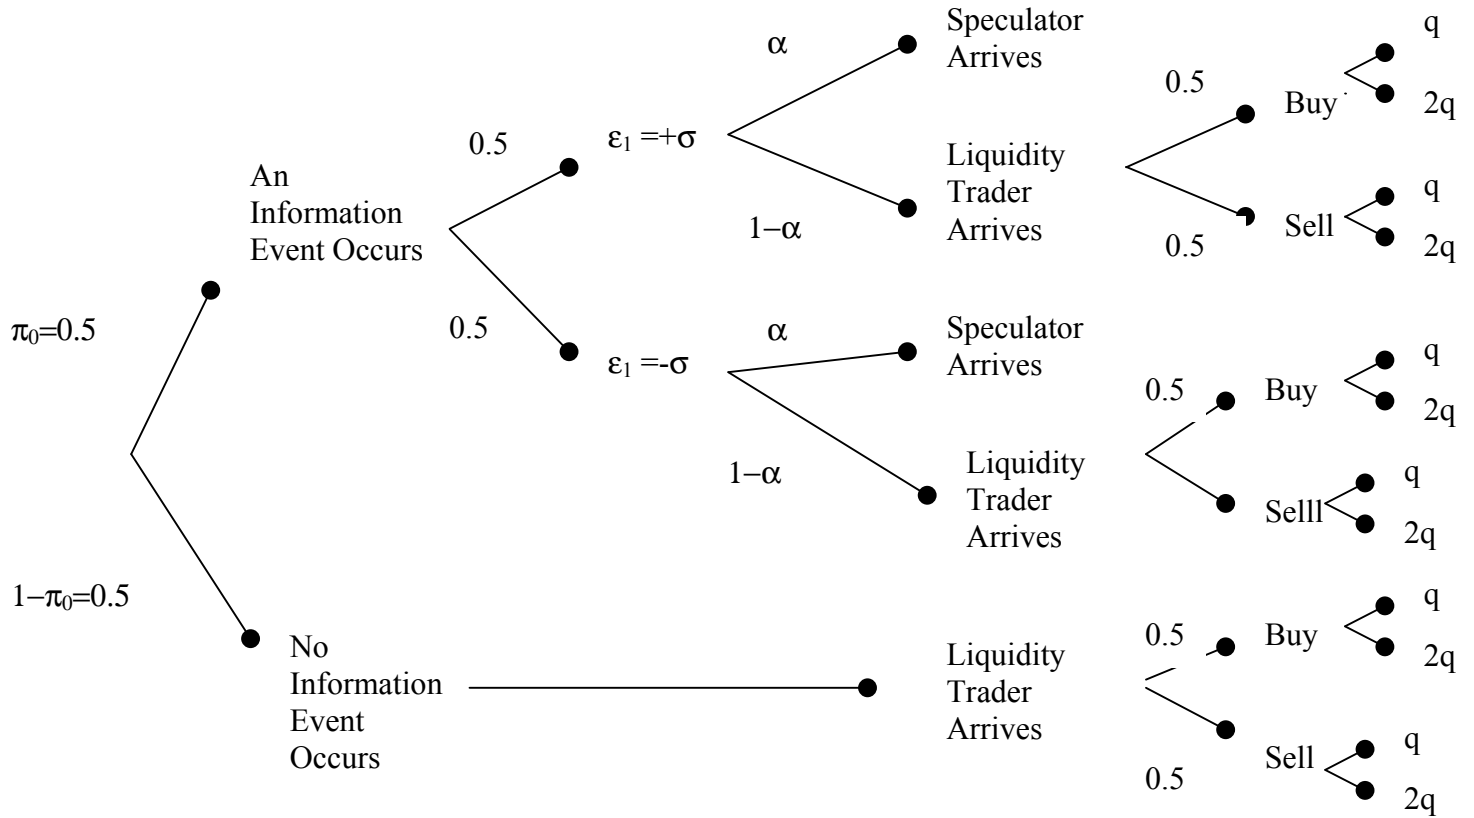 π₀=0.5
1−π₀=0.5
An
Information
Event Occurs
No
Information
Event
Occurs
0.5
0.5
ε₁ =+σ
ε₁ =-σ
α
1−α
α
1−α
Speculator
Arrives
Liquidity
Trader
Arrives
Speculator
Arrives
Liquidity
Trader
Arrives
Liquidity
Trader
Arrives
0.5
0.5
Buy
q
2q
Sell
q
2q
0.5
Buy
q
2q
Selll
q
2q
0.5
0.5
Buy
q
2q
Sell
q
2q